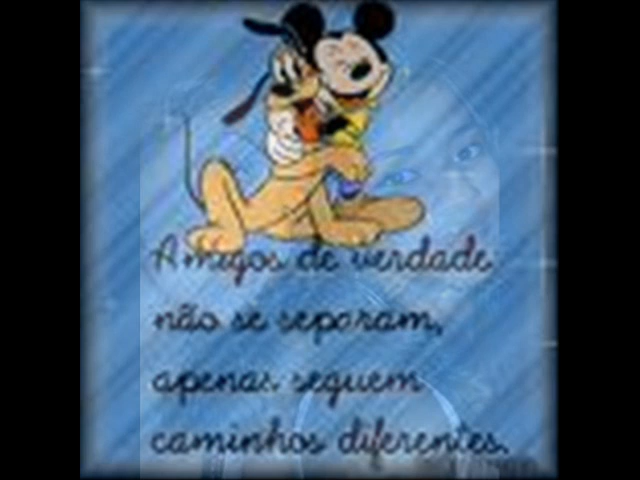 Amigos de verdade
não se separam,
apenas seguem
caminhos diferentes.